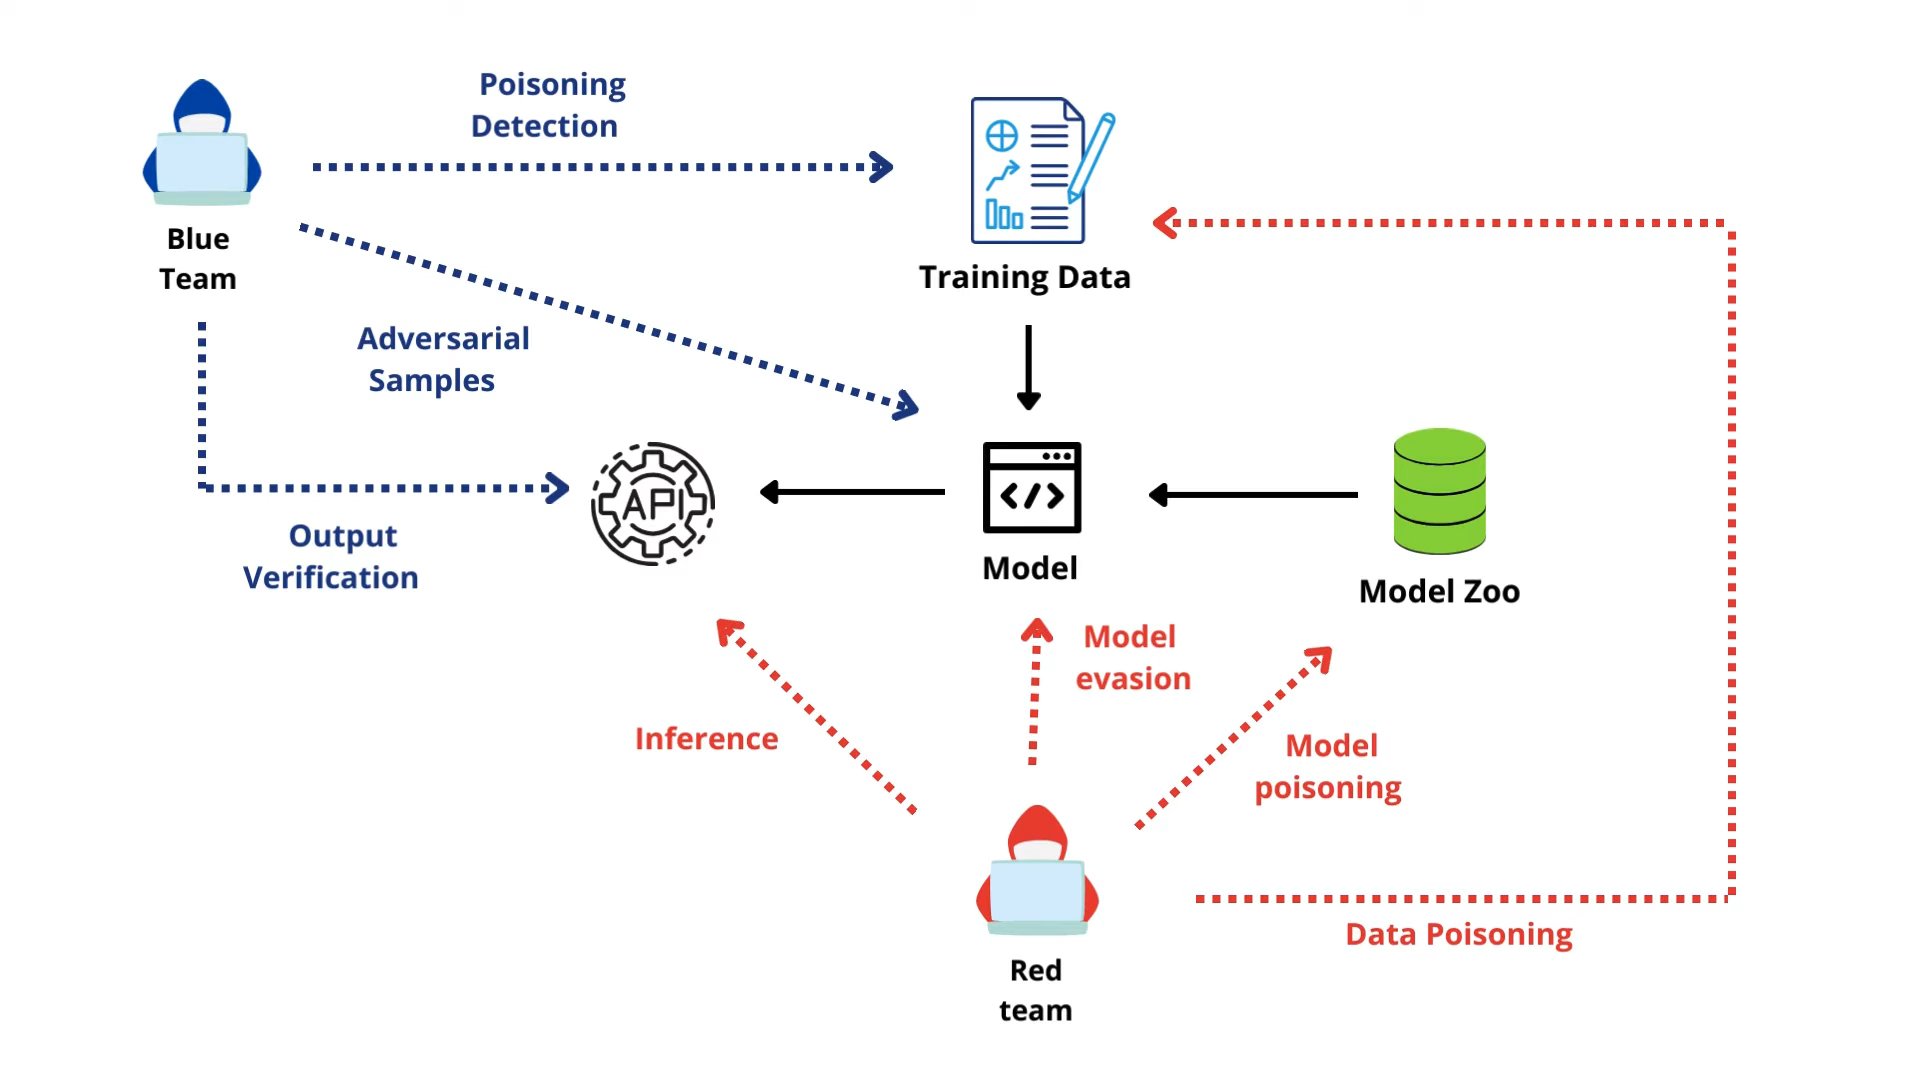 Poisoning
Detection
Blue
Team
Training Data
Adversarial
Samples
API
</>
Model
Model Zoo
Output
Verification
Model
evasion
Inference
Model
poisoning
Data Poisoning
Red
team